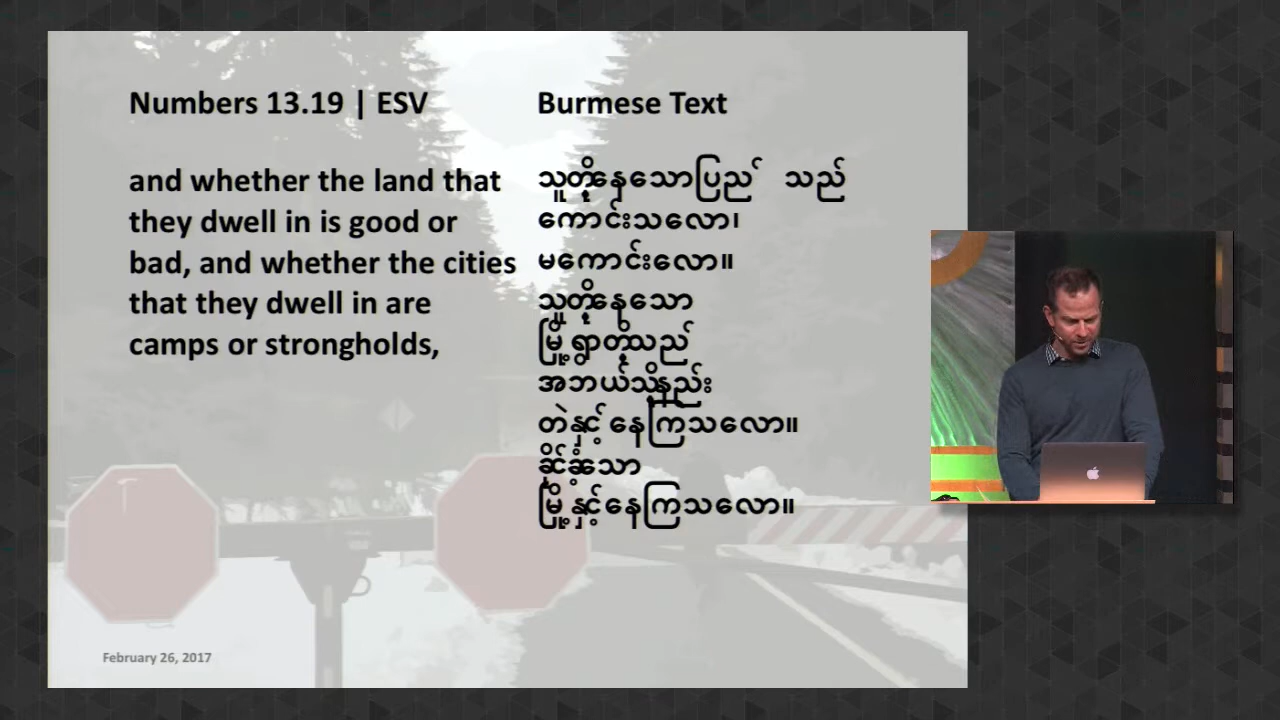 Numbers 13.19 | ESV
and whether the land that
they dwell in is good or
bad, and whether the cities
that they dwell in are
camps or strongholds,
Burmese Text
သူတို့နေသောပြည် သည်
ကောင်းသလော၊
မကောင်းလော။
သူတို့နေသော
မြို့ရွာတို့သည်
အဘယ်သို့နည်း
တဲနှင့် နေကြသလော။
ခိုင်ခံ့သော
မြို့နှင့်နေကြသလော။
February 26, 2017